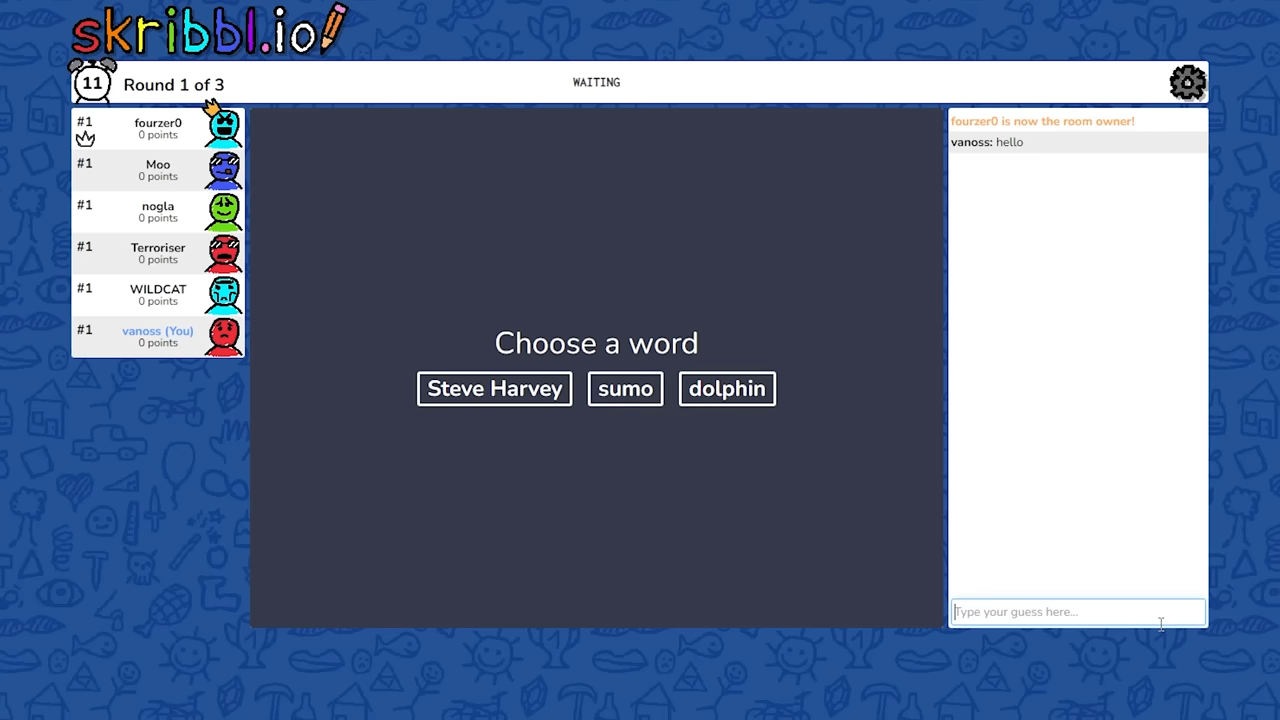 skribbl.io
11
Round 1 of 3
WAITING
#1
fourzer0
0 points
#1
Moo
0 points
#1
nogla
0 points
#1
Terroriser
0 points
#1
WILDCAT
0 points
#1
vanoss (You)
0 points
Choose a word
Steve Harvey
sumo
dolphin
fourzer0 is now the room owner!
vanoss: hello
Type your guess here...